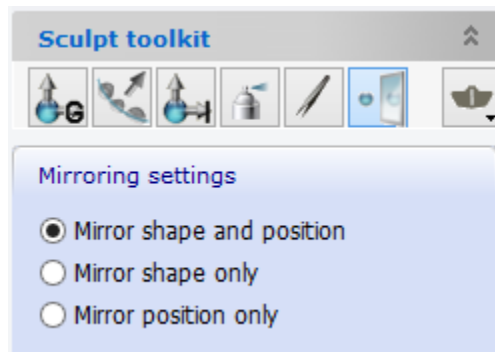 Sculpt toolkit
G
Mirroring settings
Mirror shape and position
Mirror shape only
Mirror position only